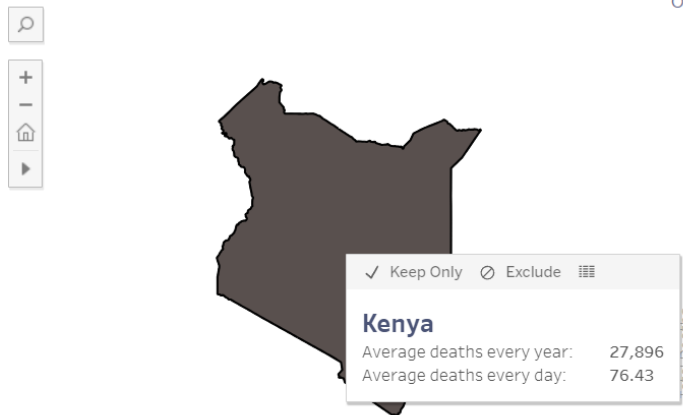 Keep Only Exclude
Kenya
Average deaths every year: 27,896
Average deaths every day: 76.43